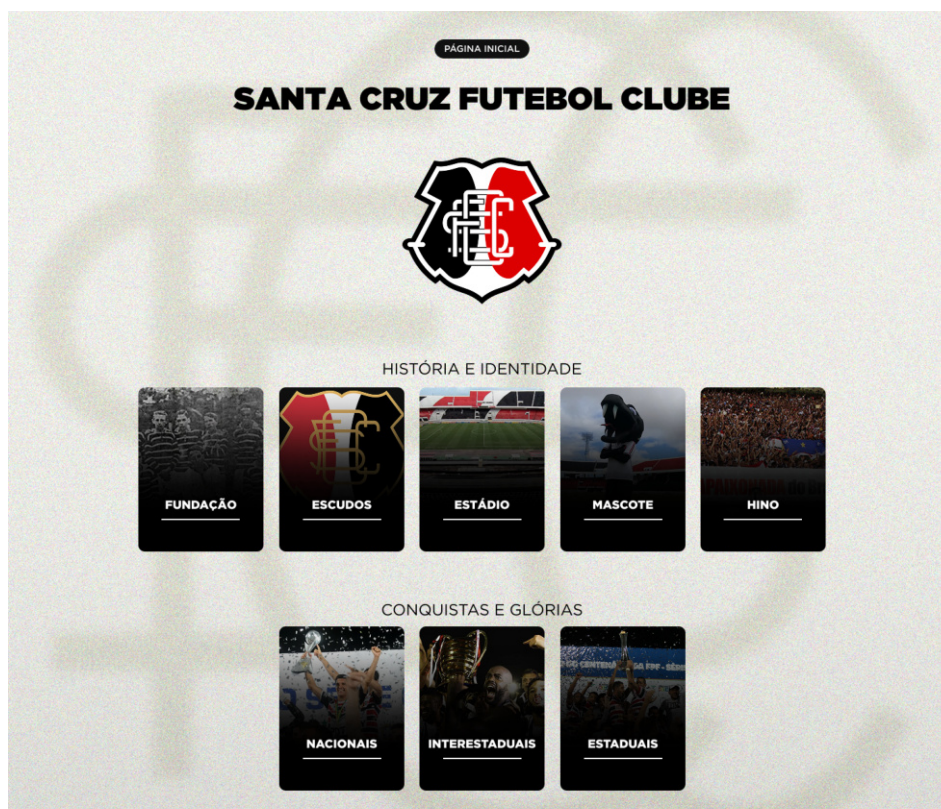 PÁGINA INICIAL
SANTA CRUZ FUTEBOL CLUBE
HISTÓRIA E IDENTIDADE
FUNDAÇÃO
ESCUDOS
ESTÁDIO
MASCOTE
HINO
CONQUISTAS E GLÓRIAS
NACIONAIS
INTERESTADUAIS
ESTADUAIS